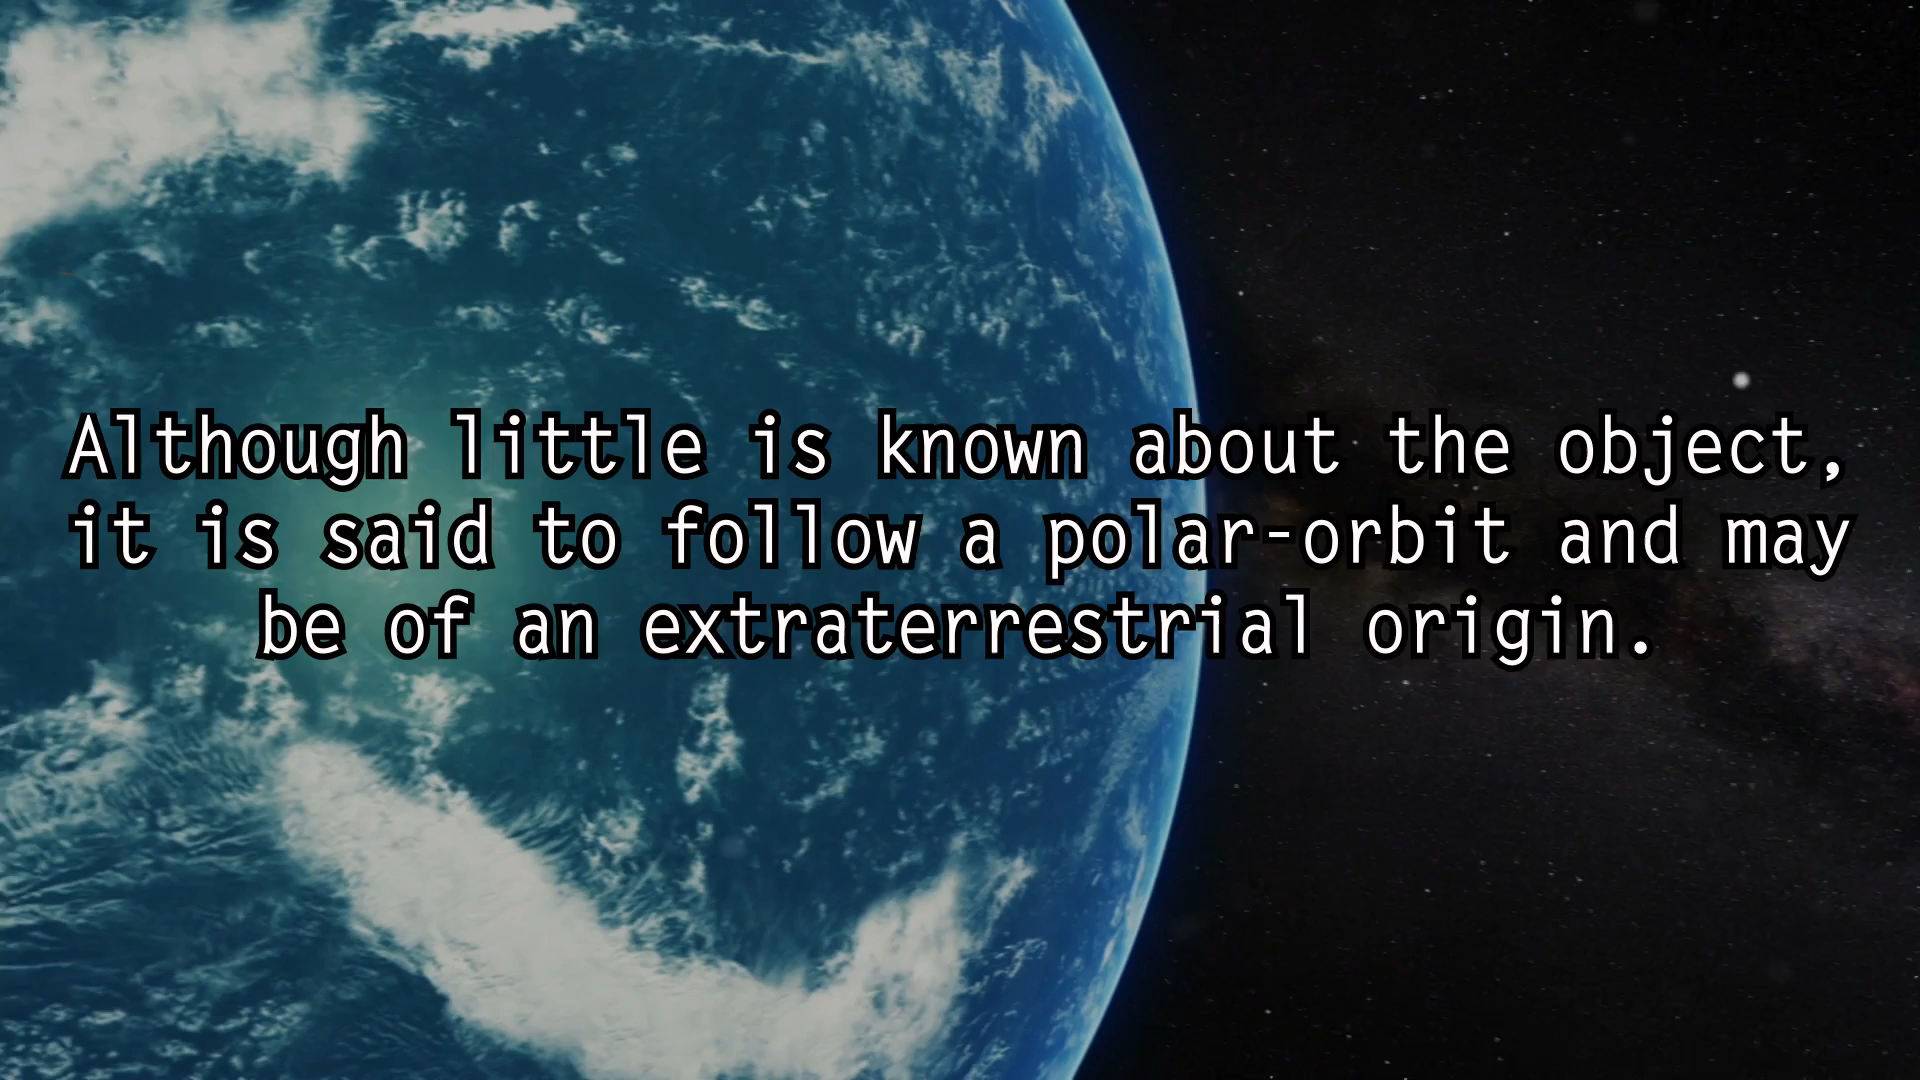 Although little is known about the object,
it is said to follow a polar-orbit and may
be of an extraterrestrial origin.